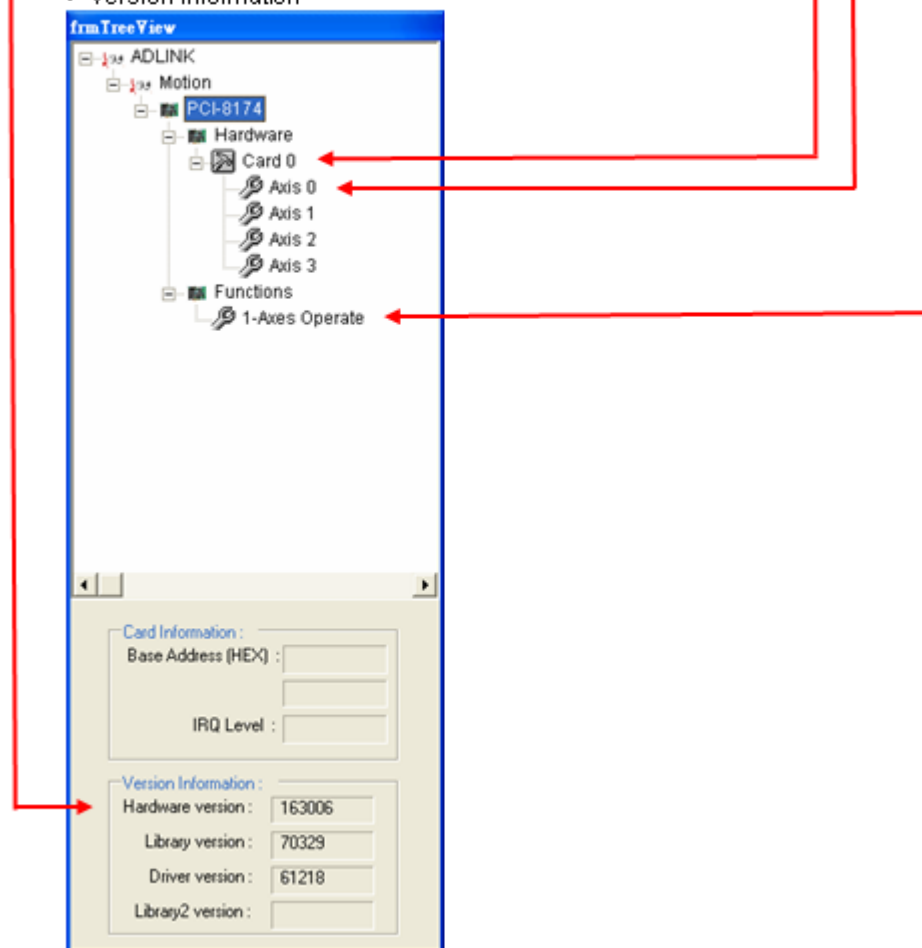 • Version Information
frmTreeView
ADLINK
Motion
PCI-8174
Hardware
Card 0
Axis 0
Axis 1
Axis 2
Axis 3
Functions
1-Axes Operate
Card Information :
Base Address (HEX) :
IRQ Level :
Version Information :
Hardware version : 163006
Library version : 70329
Driver version : 61218
Library2 version :